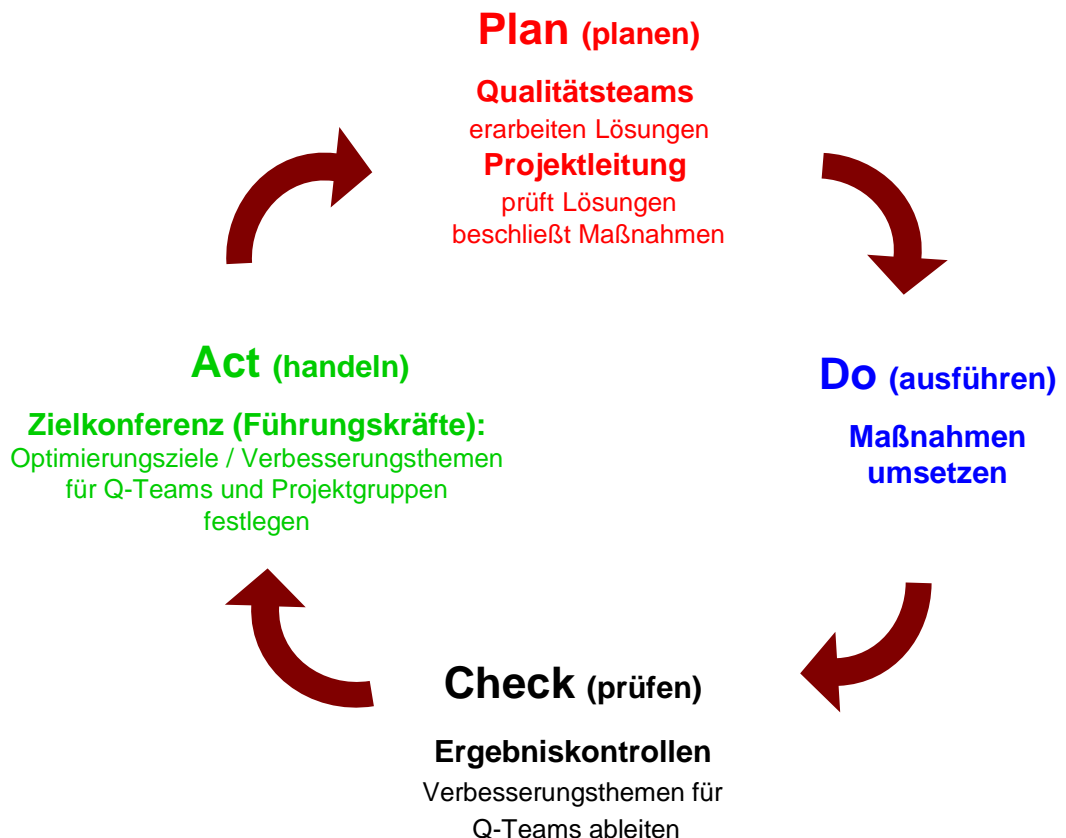 Plan (planen)
Qualitätsteams
erarbeiten Lösungen
Projektleitung
prüft Lösungen
beschließt Maßnahmen
Do (ausführen)
Maßnahmen
umsetzen
Check (prüfen)
Ergebniskontrollen
Verbesserungsthemen für
Q-Teams ableiten
Act (handeln)
Zielkonferenz (Führungskräfte):
Optimierungsziele / Verbesserungsthemen
für Q-Teams und Projektgruppen
festlegen